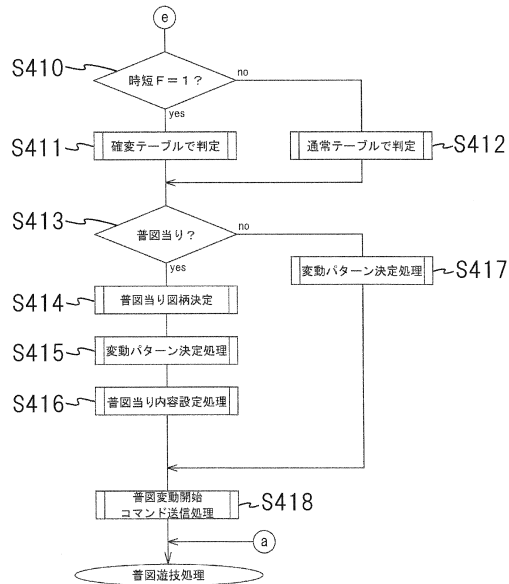 e
S410
時短F=1?
no
yes
S411
確変テーブルで判定
通常テーブルで判定
S412
S413
普図当り?
no
yes
変動パターン決定処理
S417
S414
普図当り図柄決定
S415
変動パターン決定処理
S416
普図当り内容設定処理
普図変動開始
コマンド送信処理
S418
a
普図遊技処理